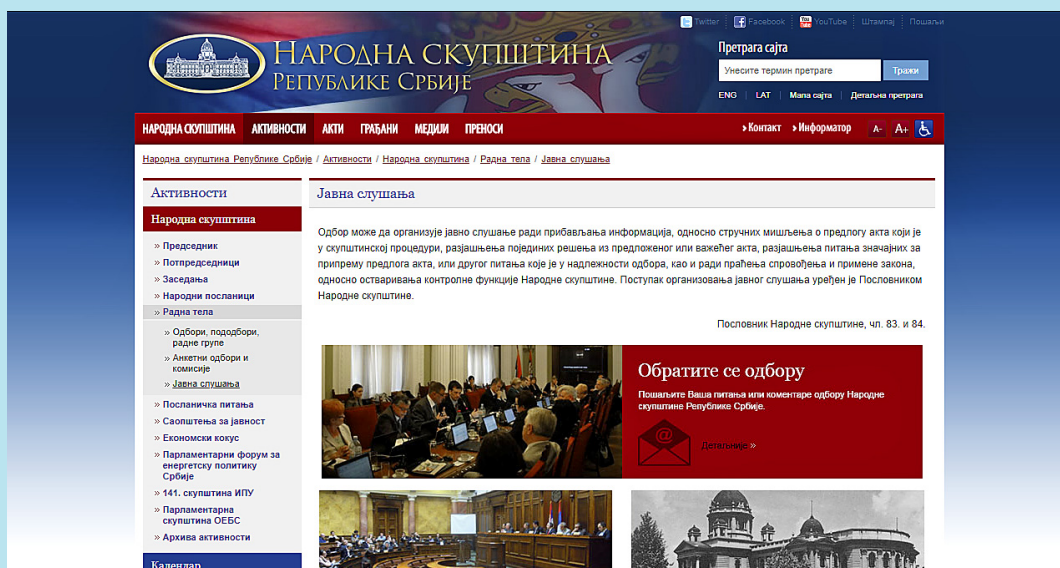 Twitter Facebook YouTube Штампај Пошаљи
НАРОДНА СКУПШТИНА
РЕПУБЛИКЕ СРБИЈЕ
Претрага сајта
Унесите термин претраге Тражи
ENG LAT Мапа сајта Детаљна претрага
НАРОДНА СКУПШТИНА АКТИВНОСТИ АКТИ ГРАЂАНИ МЕДИЈИ ПРЕНОСИ › Контакт › Информатор A- A+
Народна скупштина Републике Србије / Активности / Народна скупштина / Радна тела / Јавна слушања
Активности
Народна скупштина
» Председник
» Потпредседници
» Заседања
» Народни посланици
» Радна тела
» Одбори, пододбори,
радне групе
» Анкетни одбори и
комисије
» Јавна слушања
» Посланичка питања
» Саопштења за јавност
» Економски кокус
» Парламентарни форум за
енергетску политику
Србије
» 141. скупштина ИПУ
» Парламентарна
скупштина ОЕБС
» Архива активности
Календар
Јавна слушања
Одбор може да организује јавно слушање ради прибављања информација, односно стручних мишљења о предлогу акта који је
у скупштинској процедури, разјашњења појединих решења из предложеног или важећег акта, разјашњења питања значајних за
припрему предлога акта, или другог питања које је у надлежности одбора, као и ради праћења спровођења и примене закона,
односно остваривања контролне функције Народне скупштине. Поступак организовања јавног слушања уређен је Пословником
Народне скупштине.
Пословник Народне скупштине, чл. 83. и 84.
Обратите се одбору
Пошаљите Ваша питања или коментаре одбору Народне
скупштине Републике Србије.
@
Детаљније »